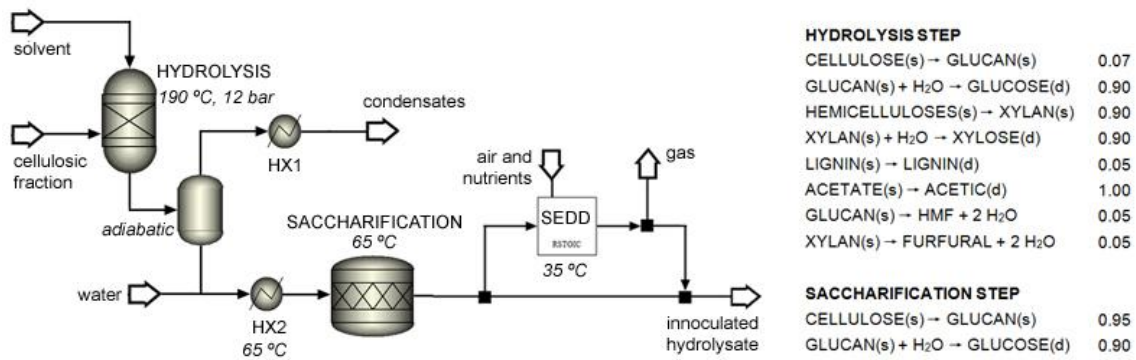 solvent
HYDROLYSIS
190 ºC, 12 bar
cellulosic
fraction
condensates
HX1
adiabatic
water
HX2
65 ºC
SACCHARIFICATION
65 ºC
air and
nutrients
gas
SEDD
RSTOIC
35 ºC
innoculated
hydrolysate
HYDROLYSIS STEP
CELLULOSE(s) → GLUCAN(s) 0.07
GLUCAN(s) + H₂O → GLUCOSE(d) 0.90
HEMICELLULOSES(s) → XYLAN(s) 0.90
XYLAN(s) + H₂O → XYLOSE(d) 0.90
LIGNIN(s) → LIGNIN(d) 0.05
ACETATE(s) → ACETIC(d) 1.00
GLUCAN(s) → HMF + 2 H₂O 0.05
XYLAN(s) → FURFURAL + 2 H₂O 0.05
SACCHARIFICATION STEP
CELLULOSE(s) → GLUCAN(s) 0.95
GLUCAN(s) + H₂O → GLUCOSE(d) 0.90